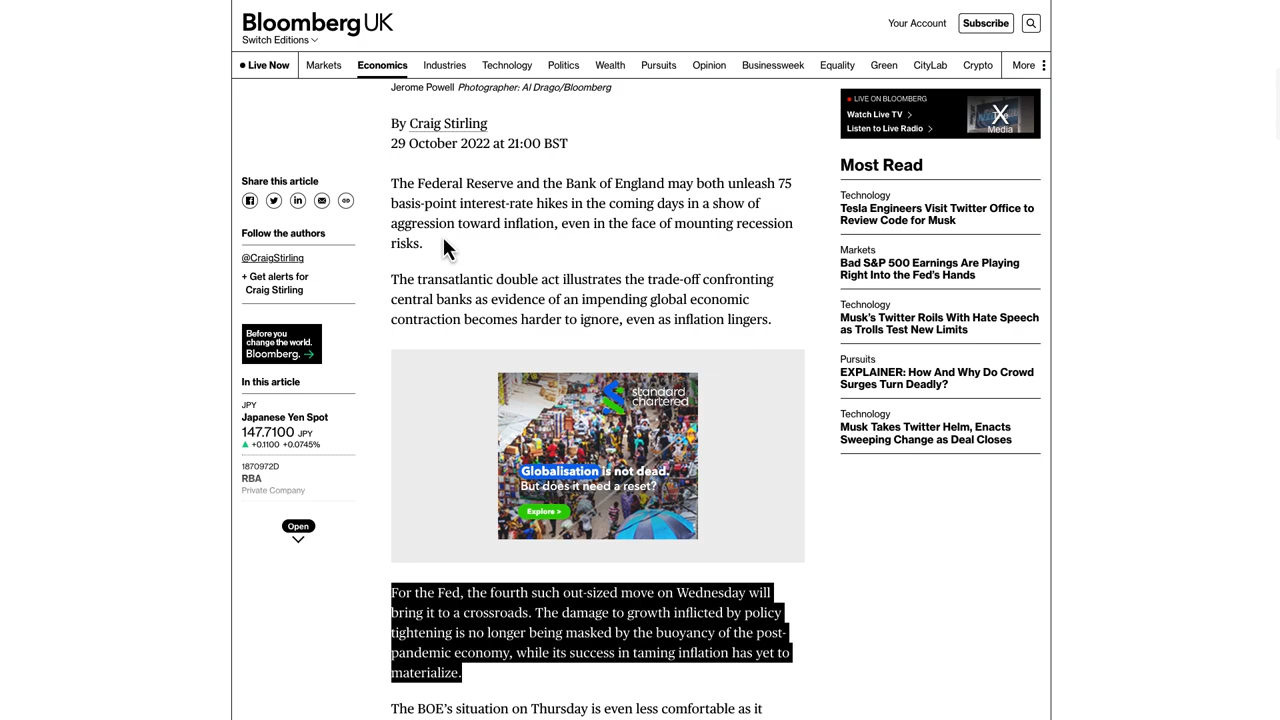 Bloomberg UK
Switch Editions
Your Account
Subscribe
Live Now
Markets
Economics
Industries
Technology
Politics
Wealth
Pursuits
Opinion
Businessweek
Equality
Green
CityLab
Crypto
More
Jerome Powell Photographer: Al Drago/Bloomberg
By Craig Stirling
29 October 2022 at 21:00 BST
Share this article
Follow the authors
@CraigStirling
+ Get alerts for
Craig Stirling
Before you
change the world.
Bloomberg. →
In this article
JPY
Japanese Yen Spot
147.7100 JPY
▲ +0.1100 +0.0745%
1870972D
RBA
Private Company
Open
The Federal Reserve and the Bank of England may both unleash 75
basis-point interest-rate hikes in the coming days in a show of
aggression toward inflation, even in the face of mounting recession
risks.
The transatlantic double act illustrates the trade-off confronting
central banks as evidence of an impending global economic
contraction becomes harder to ignore, even as inflation lingers.
standard
chartered
Globalisation is not dead.
But does it need a reset?
Explore >
For the Fed, the fourth such out-sized move on Wednesday will
bring it to a crossroads. The damage to growth inflicted by policy
tightening is no longer being masked by the buoyancy of the post-
pandemic economy, while its success in taming inflation has yet to
materialize.
The BOE's situation on Thursday is even less comfortable as it
LIVE ON BLOOMBERG
Watch Live TV >
Listen to Live Radio >
X
The
Media
Most Read
Technology
Tesla Engineers Visit Twitter Office to
Review Code for Musk
Markets
Bad S&P 500 Earnings Are Playing
Right Into the Fed's Hands
Technology
Musk's Twitter Roils With Hate Speech
as Trolls Test New Limits
Pursuits
EXPLAINER: How And Why Do Crowd
Surges Turn Deadly?
Technology
Musk Takes Twitter Helm, Enacts
Sweeping Change as Deal Closes